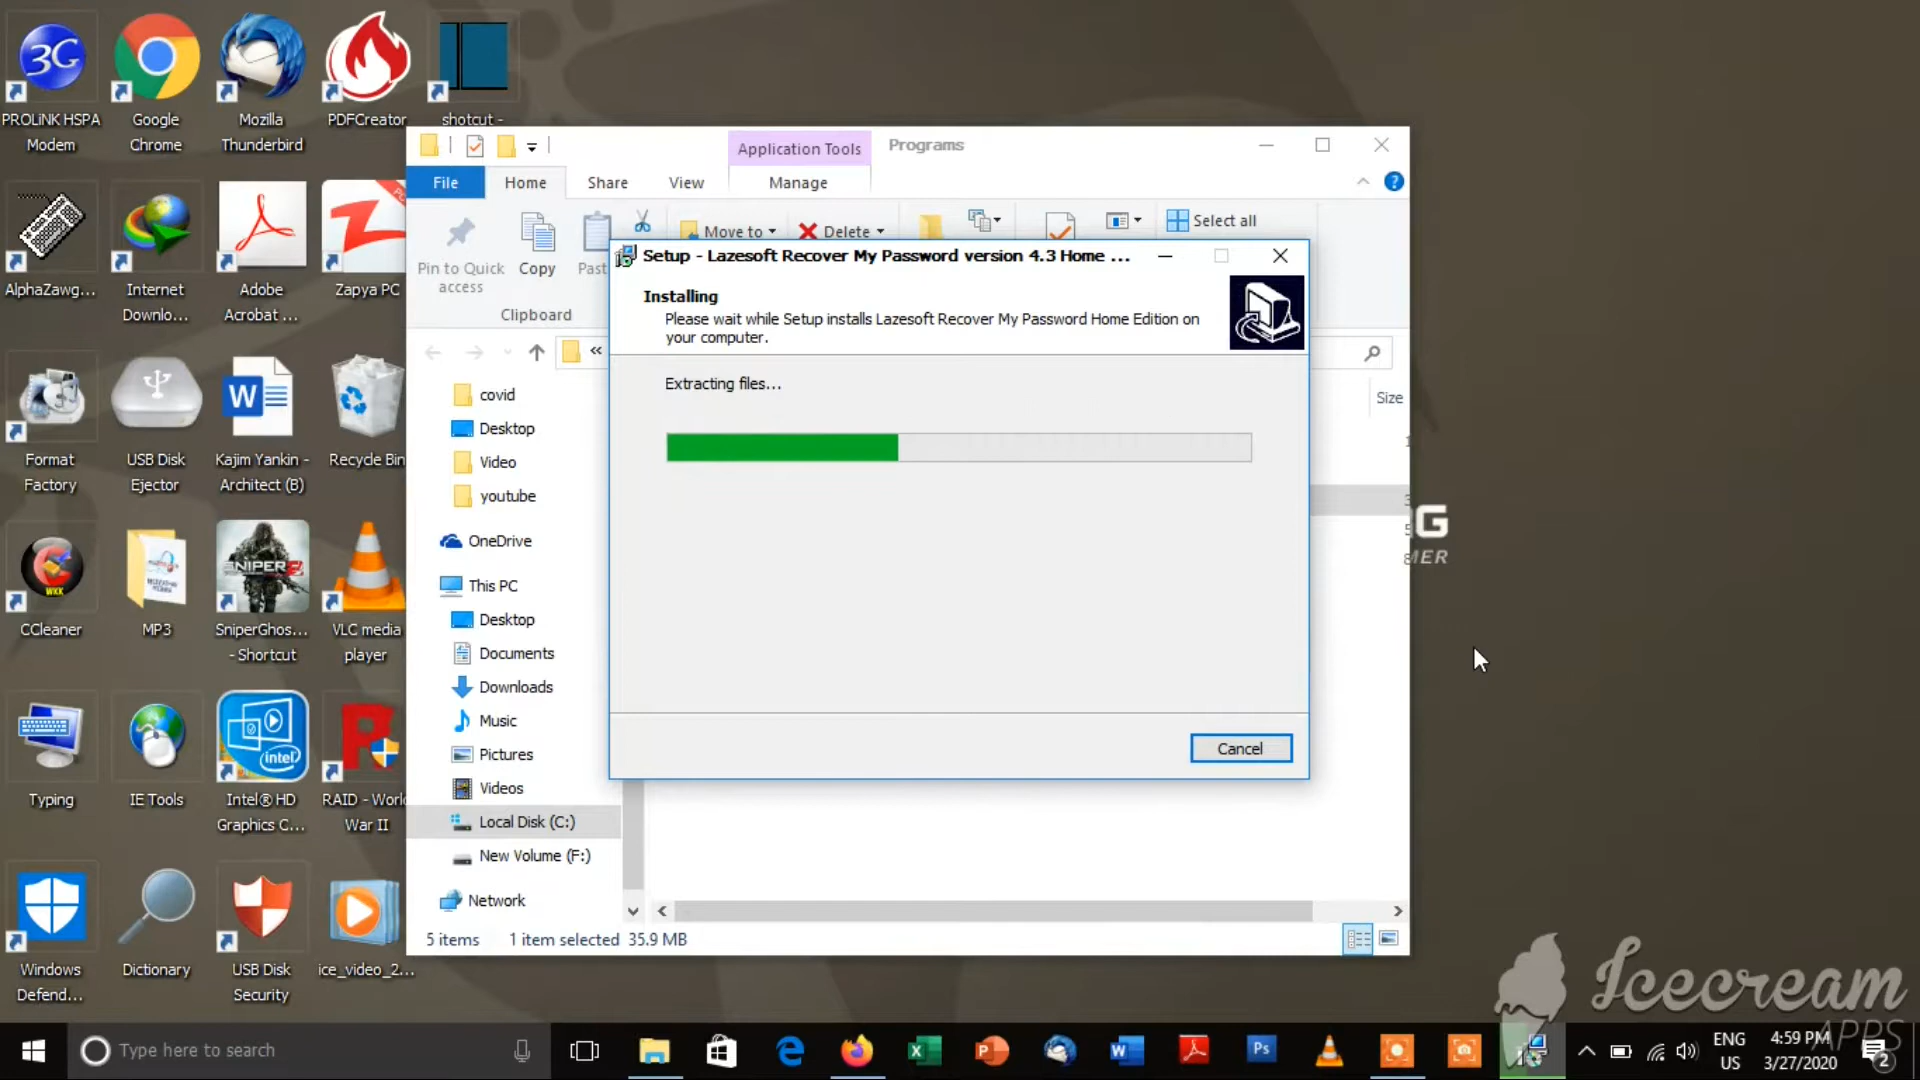 3G
PROLiNK HSPA
Modem
Google
Chrome
Mozilla
Thunderbird
PDFCreator
shotcut -
AlphaZawg...
Internet
Downlo...
Adobe
Acrobat ...
Zapya PC
Format
Factory
USB Disk
Ejector
Kajim Yankin -
Architect (B)
Recycle Bin
WKK
CCleaner
MP3
SNIPER
SniperGhos...
- Shortcut
VLC media
player
Typing
IE Tools
intel
Intel® HD
Graphics C...
RAID - World
War II
Windows
Defend...
Dictionary
USB Disk
Security
ice_video_2...
Application Tools
Programs
File
Home
Share
View
Manage
Pin to Quick
access
Copy
Past
Move to
Delete
Select all
Clipboard
Size
covid
Desktop
Video
youtube
OneDrive
This PC
Desktop
Documents
Downloads
Music
Pictures
Videos
Local Disk (C:)
New Volume (F:)
Network
5 items
1 item selected 35.9 MB
Setup - Lazesoft Recover My Password version 4.3 Home ...
Installing
Please wait while Setup installs Lazesoft Recover My Password Home Edition on
your computer.
Extracting files...
Cancel
Icecream
APPS
Type here to search
Ps
ENG
US
4:59 PM
3/27/2020
2